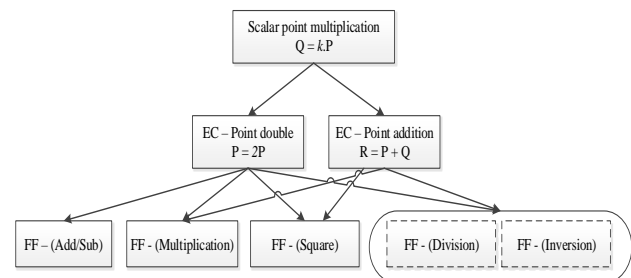 Scalar point multiplication
Q = k.P
EC – Point double
P = 2P
EC – Point addition
R = P + Q
FF – (Add/Sub)
FF - (Multiplication)
FF - (Square)
FF - (Division)
FF - (Inversion)